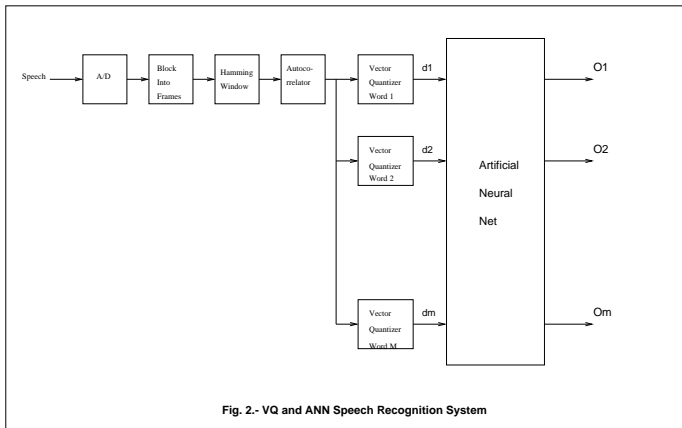 Speech
A/D
Block
Into
Frames
Hamming
Window
Autoco-
rrelator
Vector
Quantizer
Word 1
d1
O1
Vector
Quantizer
Word 2
d2
O2
Artificial
Neural
Net
Vector
Quantizer
Word M
dm
Om
Fig. 2.- VQ and ANN Speech Recognition System